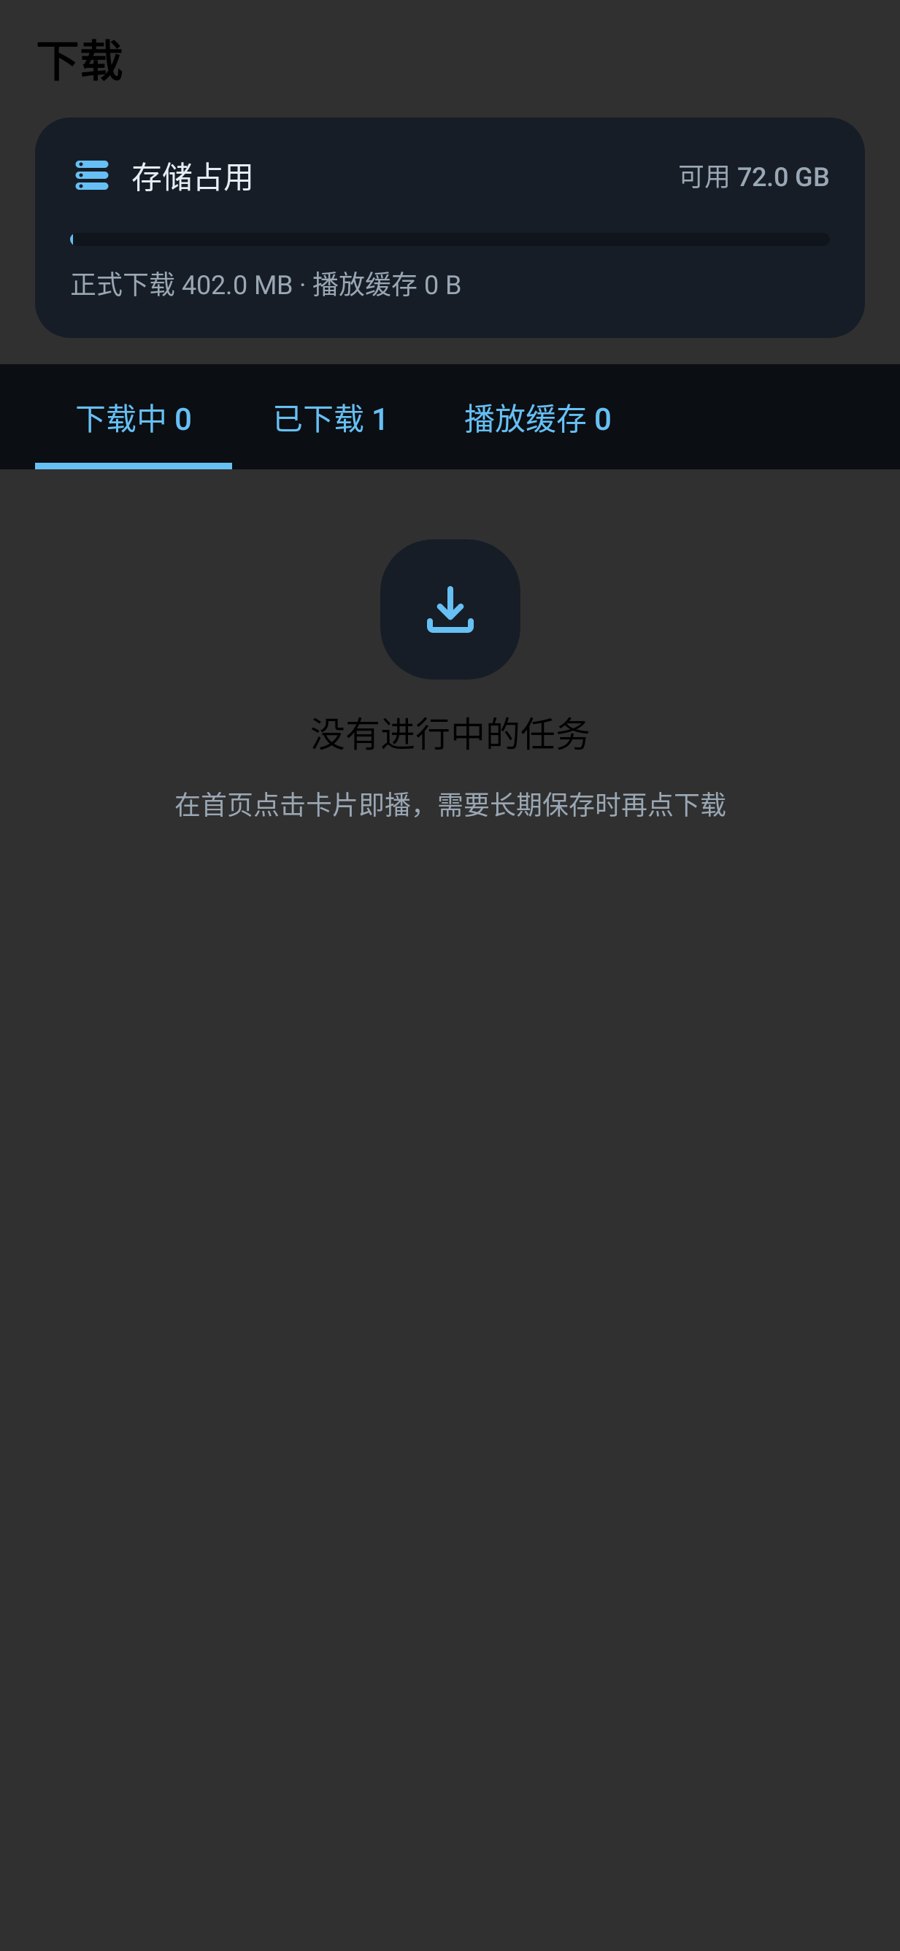 下载
存储占用
可用 72.0 GB
正式下载 402.0 MB · 播放缓存 0 B
下载中 0
已下载 1
播放缓存 0
没有进行中的任务
在首页点击卡片即播，需要长期保存时再点下载